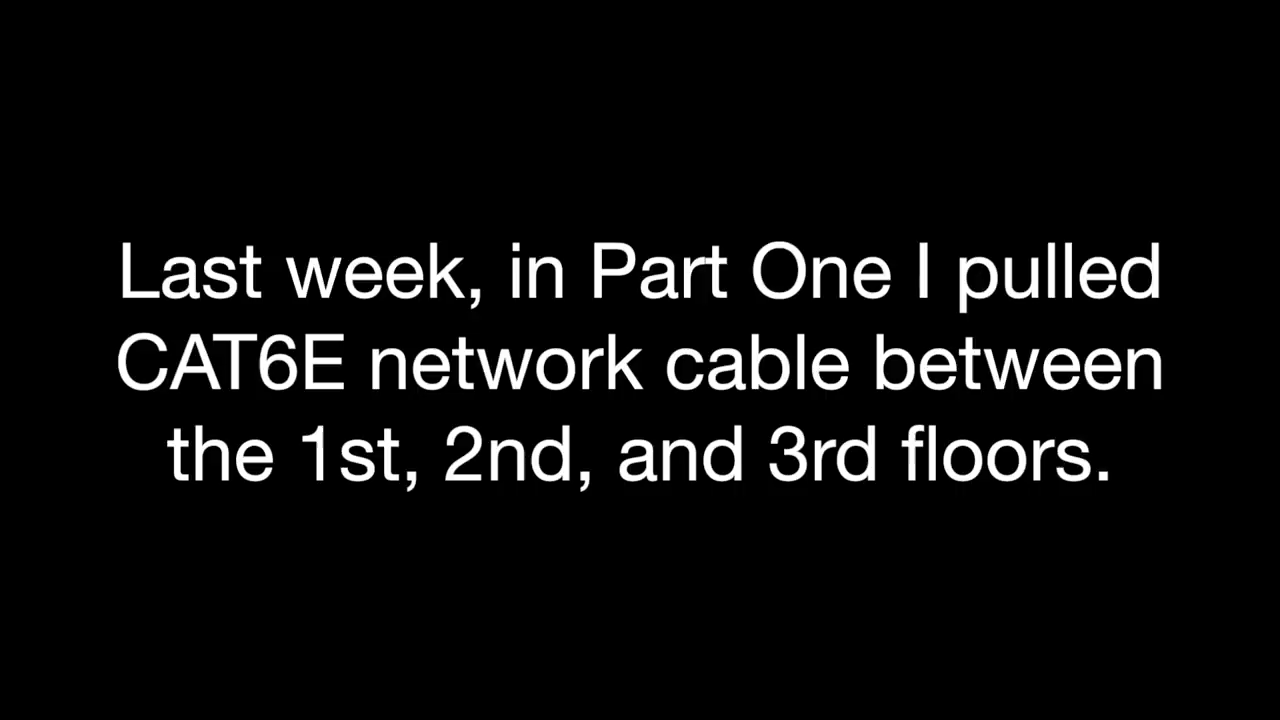 Last week, in Part One I pulled
CAT6E network cable between
the 1st, 2nd, and 3rd floors.